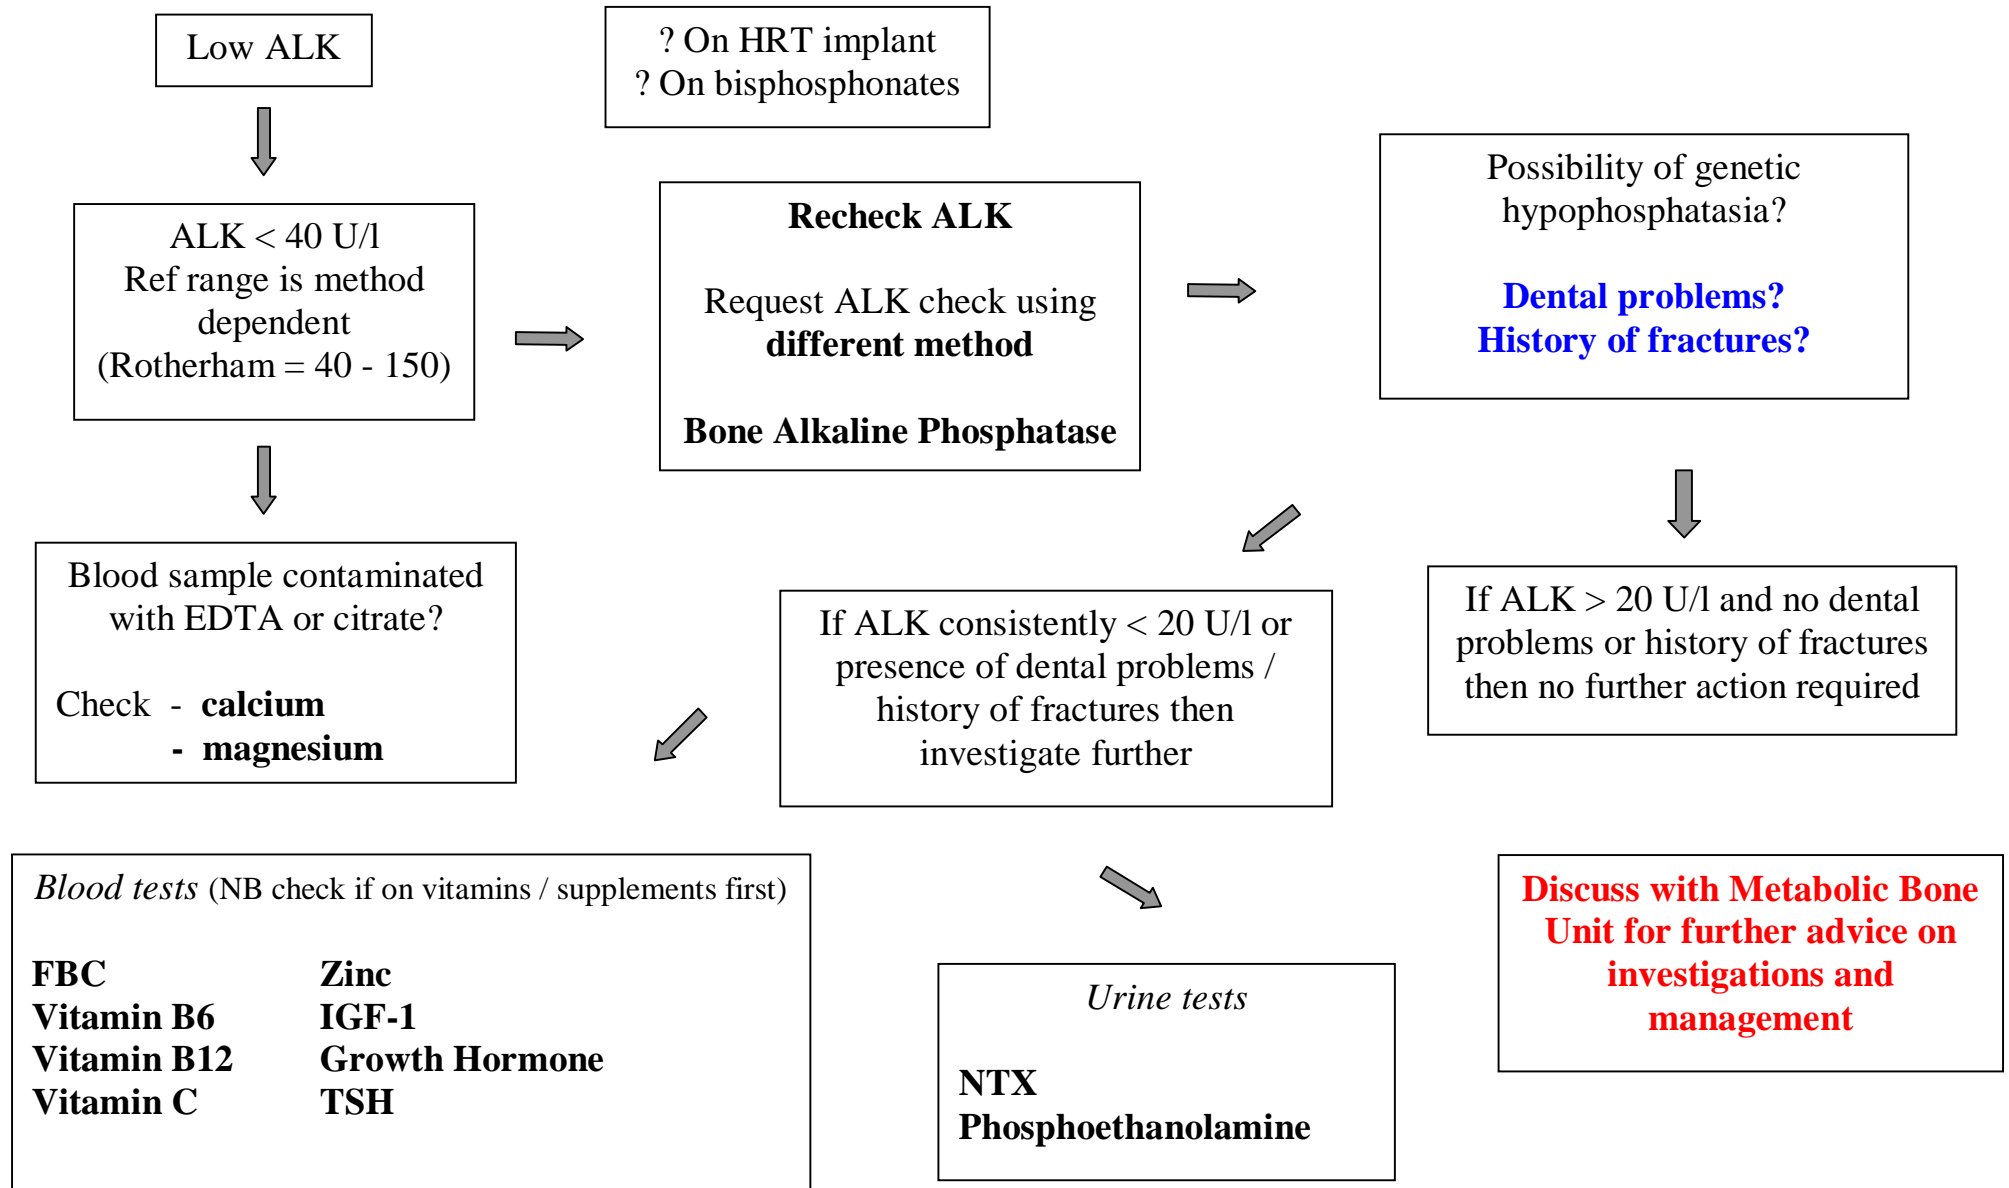 Low ALK
? On HRT implant
? On bisphosphonates
ALK < 40 U/l
Ref range is method
dependent
(Rotherham = 40 - 150)
Recheck ALK
Request ALK check using
different method
Bone Alkaline Phosphatase
Possibility of genetic
hypophosphatasia?
Dental problems?
History of fractures?
Blood sample contaminated
with EDTA or citrate?
Check - calcium
- magnesium
If ALK consistently < 20 U/l or
presence of dental problems /
history of fractures then
investigate further
If ALK > 20 U/l and no dental
problems or history of fractures
then no further action required
Blood tests (NB check if on vitamins / supplements first)
FBC Zinc
Vitamin B6 IGF-1
Vitamin B12 Growth Hormone
Vitamin C TSH
Urine tests
NTX
Phosphoethanolamine
Discuss with Metabolic Bone
Unit for further advice on
investigations and
management